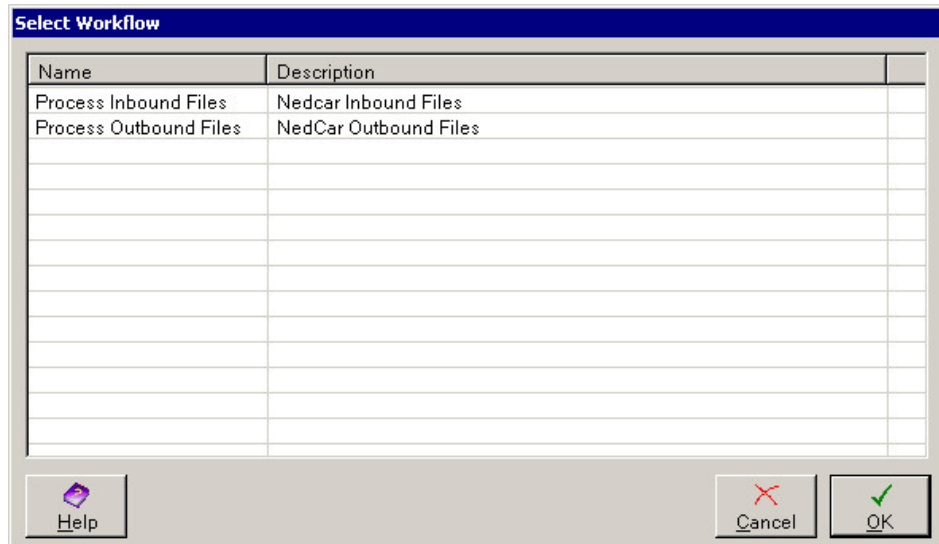 Select Workflow
Name Description
Process Inbound Files Nedcar Inbound Files
Process Outbound Files NedCar Outbound Files
Help Cancel OK